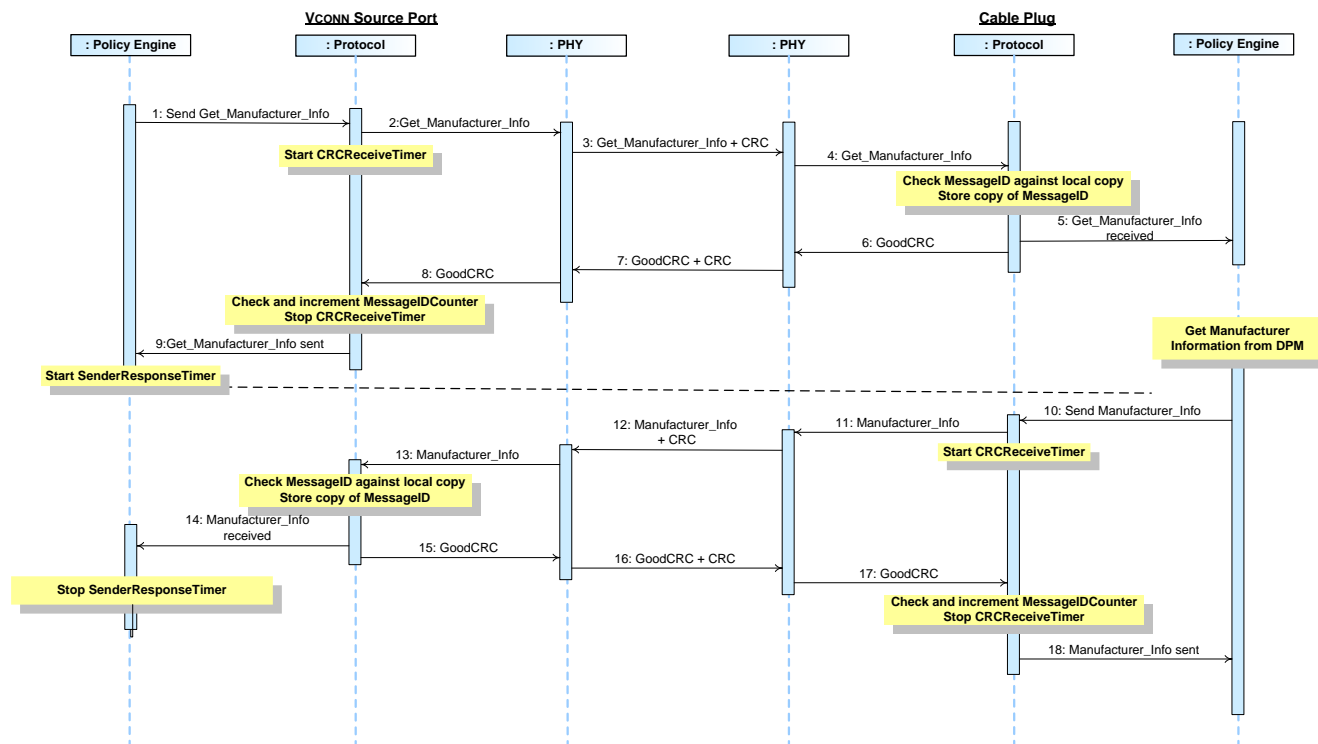 VCONN Source Port
Cable Plug
: Policy Engine
: Protocol
: PHY
: PHY
: Protocol
: Policy Engine
1: Send Get_Manufacturer_Info
2:Get_Manufacturer_Info
Start CRCReceiveTimer
3: Get_Manufacturer_Info + CRC
4: Get_Manufacturer_Info
Check MessageID against local copy
Store copy of MessageID
5: Get_Manufacturer_Info
received
6: GoodCRC
7: GoodCRC + CRC
8: GoodCRC
Check and increment MessageIDCounter
Stop CRCReceiveTimer
9:Get_Manufacturer_Info sent
Start SenderResponseTimer
Get Manufacturer
Information from DPM
10: Send Manufacturer_Info
11: Manufacturer_Info
Start CRCReceiveTimer
12: Manufacturer_Info
+ CRC
13: Manufacturer_Info
Check MessageID against local copy
Store copy of MessageID
14: Manufacturer_Info
received
15: GoodCRC
16: GoodCRC + CRC
17: GoodCRC
Stop SenderResponseTimer
Check and increment MessageIDCounter
Stop CRCReceiveTimer
18: Manufacturer_Info sent